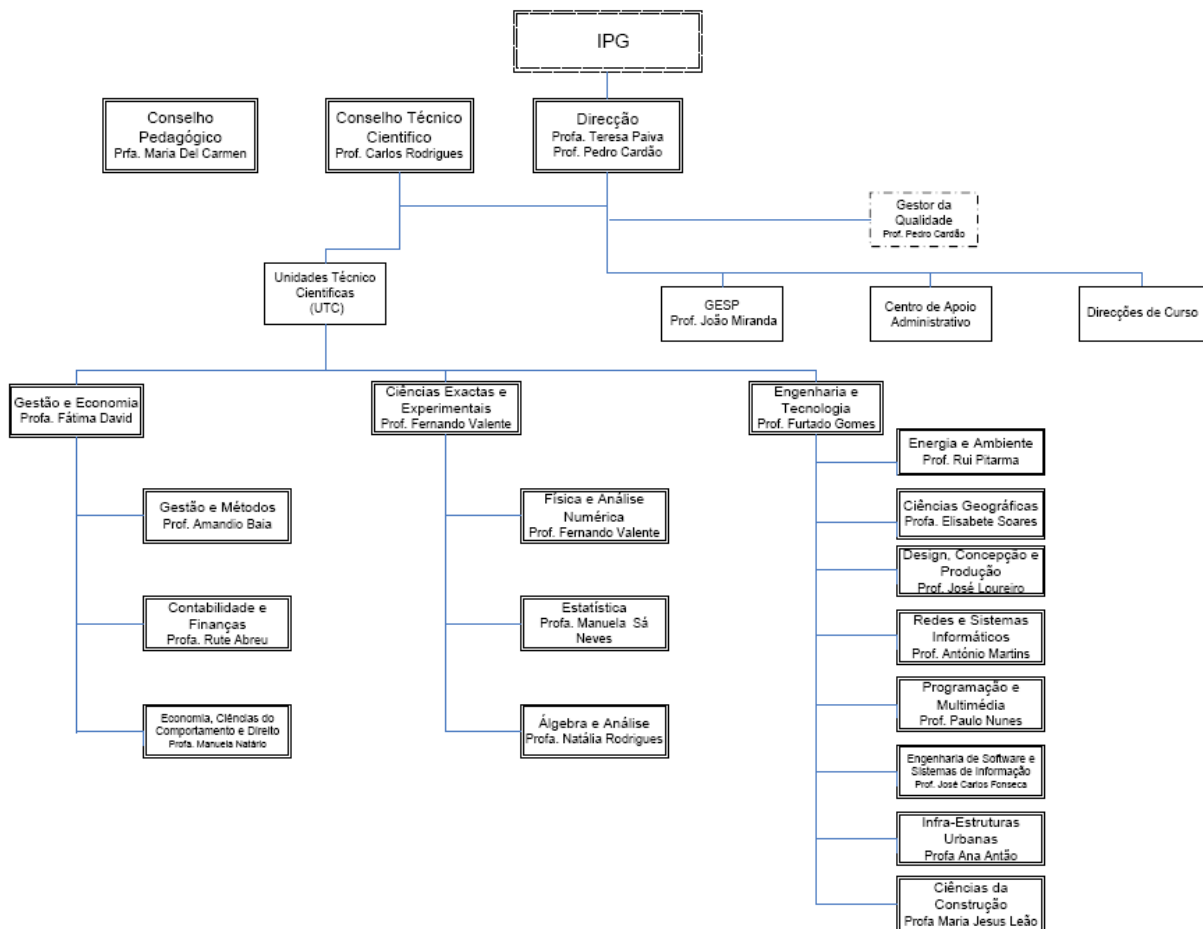 IPG
Conselho
Pedagógico
Prfa. Maria Del Carmen
Conselho Técnico
Cientifico
Prof. Carlos Rodrigues
Direcção
Profa. Teresa Paiva
Prof. Pedro Cardão
Gestor da
Qualidade
Prof. Pedro Cardão
Unidades Técnico
Cientificas
(UTC)
GESP
Prof. João Miranda
Centro de Apoio
Administrativo
Direcções de Curso
Gestão e Economia
Profa. Fátima David
Ciências Exactas e
Experimentais
Prof. Fernando Valente
Engenharia e
Tecnologia
Prof. Furtado Gomes
Gestão e Métodos
Prof. Amandio Baia
Contabilidade e
Finanças
Profa. Rute Abreu
Economia, Ciências do
Comportamento e Direito
Profa. Manuela Natário
Física e Análise
Numérica
Prof. Fernando Valente
Estatística
Profa. Manuela Sá
Neves
Álgebra e Análise
Profa. Natália Rodrigues
Energia e Ambiente
Prof. Rui Pitarma
Ciências Geográficas
Profa. Elisabete Soares
Design, Concepção e
Produção
Prof. José Loureiro
Redes e Sistemas
Informáticos
Prof. António Martins
Programação e
Multimédia
Prof. Paulo Nunes
Engenharia de Software e
Sistemas de Informação
Prof. José Carlos Fonseca
Infra-Estruturas
Urbanas
Profa Ana Antão
Ciências da
Construção
Profa Maria Jesus Leão